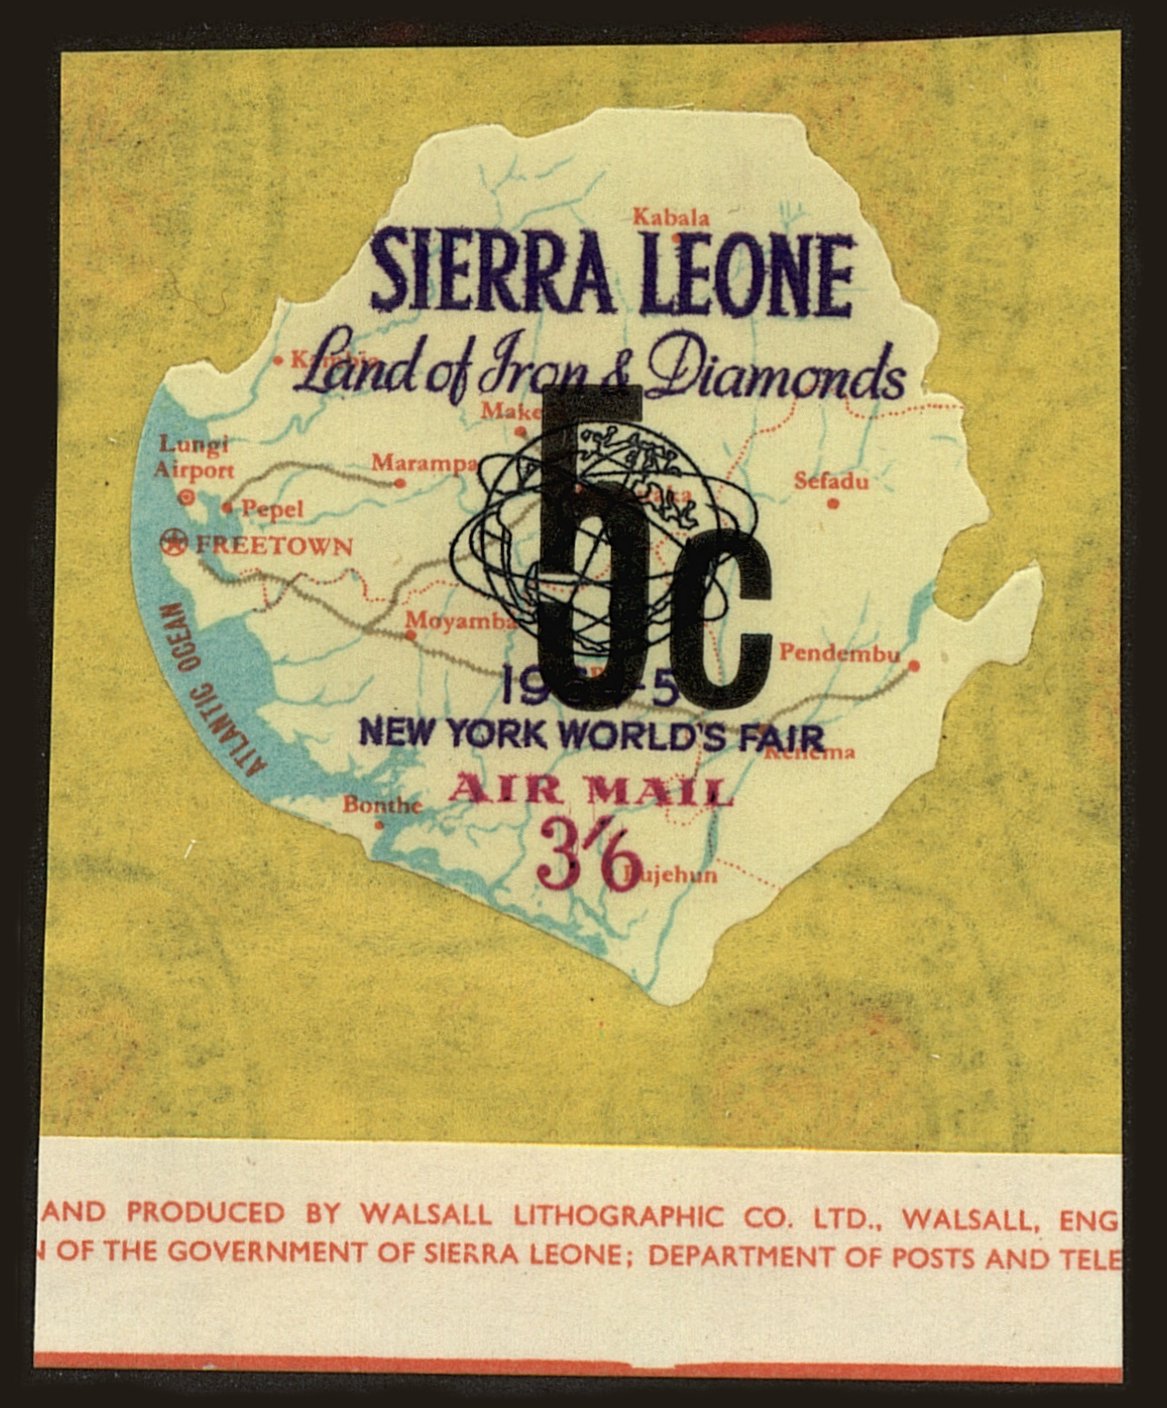 Kabala
SIERRA LEONE
Land of Iron & Diamonds
Lungi
Airport
Marampa
Sefadu
Pepel
FREETOWN
5c
Moyamba
ATLANTIC OCEAN
Pendembu
NEW YORK WORLD'S FAIR
Kenema
AIR MAIL
Bonthe
3/6
Pujehun
AND PRODUCED BY WALSALL LITHOGRAPHIC CO. LTD., WALSALL, ENG
N OF THE GOVERNMENT OF SIERRA LEONE; DEPARTMENT OF POSTS AND TELE